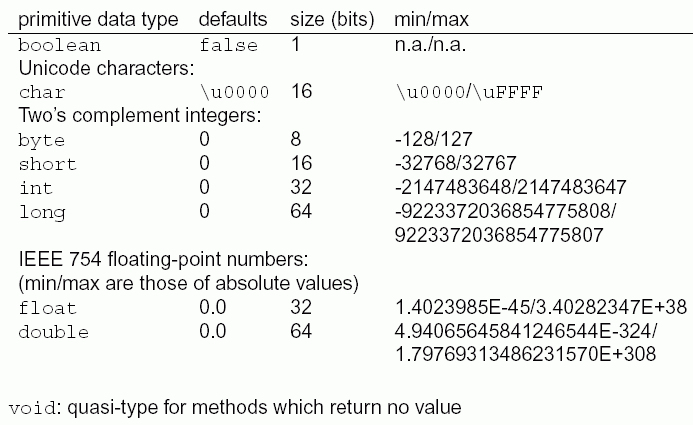 primitive data type defaults size (bits) min/max
boolean false 1 n.a./n.a.
Unicode characters:
char \u0000 16 \u0000/\uFFFF
Two's complement integers:
byte 0 8 -128/127
short 0 16 -32768/32767
int 0 32 -2147483648/2147483647
long 0 64 -9223372036854775808/
9223372036854775807
IEEE 754 floating-point numbers:
(min/max are those of absolute values)
float 0.0 32 1.4023985E-45/3.40282347E+38
double 0.0 64 4.94065645841246544E-324/
1.79769313486231570E+308
void: quasi-type for methods which return no value